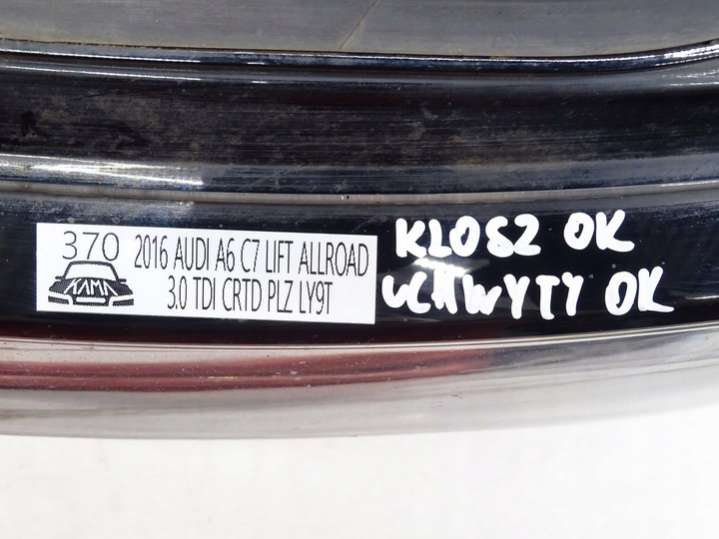 370
2016 AUDI A6 C7 LIFT ALLROAD
3.0 TDI CRTD PLZ LY9T
KAMA
KLOSZ OK
UCHWYTY OK